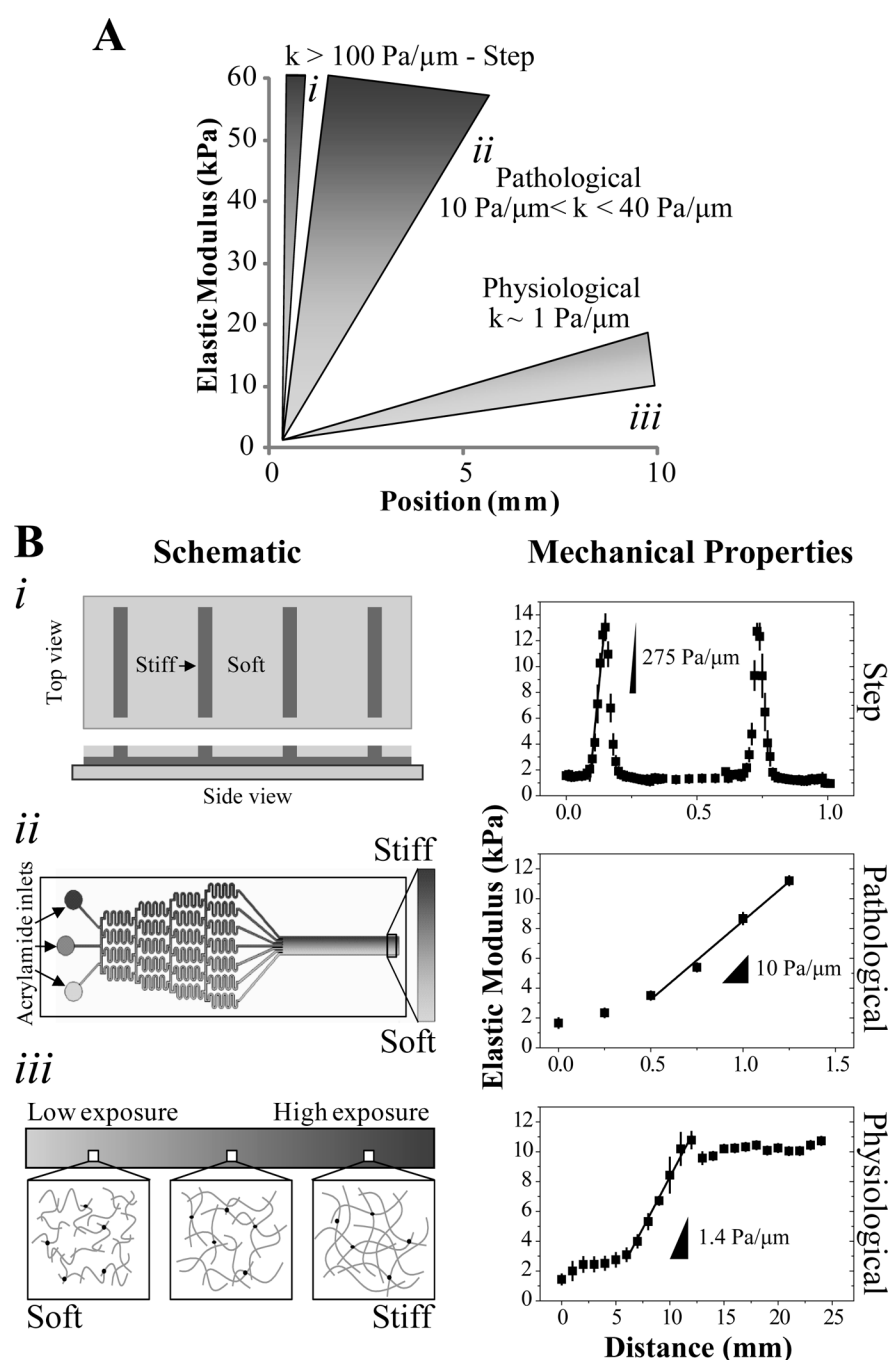 A
k > 100 Pa/µm - Step
i
ii
Pathological
10 Pa/µm< k < 40 Pa/µm
Physiological
k ~ 1 Pa/µm
iii
Elastic Modulus (kPa)
60
50
40
30
20
10
0
0
5
10
Position (mm)
B
Schematic
Mechanical Properties
i
Top view
Stiff
Soft
Side view
14
12
10
8
6
4
2
0
275 Pa/µm
0.0
0.5
1.0
Step
ii
Acrylamide inlets
Stiff
Soft
Elastic Modulus (kPa)
12
10
8
6
4
2
0
10 Pa/µm
0.0
0.5
1.0
1.5
Pathological
iii
Low exposure
High exposure
Soft
Stiff
12
10
8
6
4
2
0
1.4 Pa/µm
0
5
10
15
20
25
Physiological
Distance (mm)